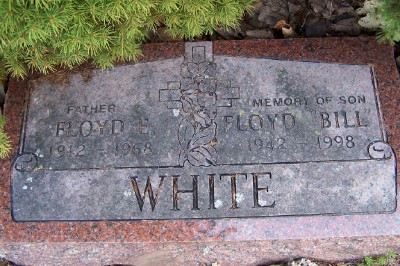 FATHER
FLOYD E.
1912 - 1968
MEMORY OF SON
FLOYD "BILL"
1942 - 1998
WHITE